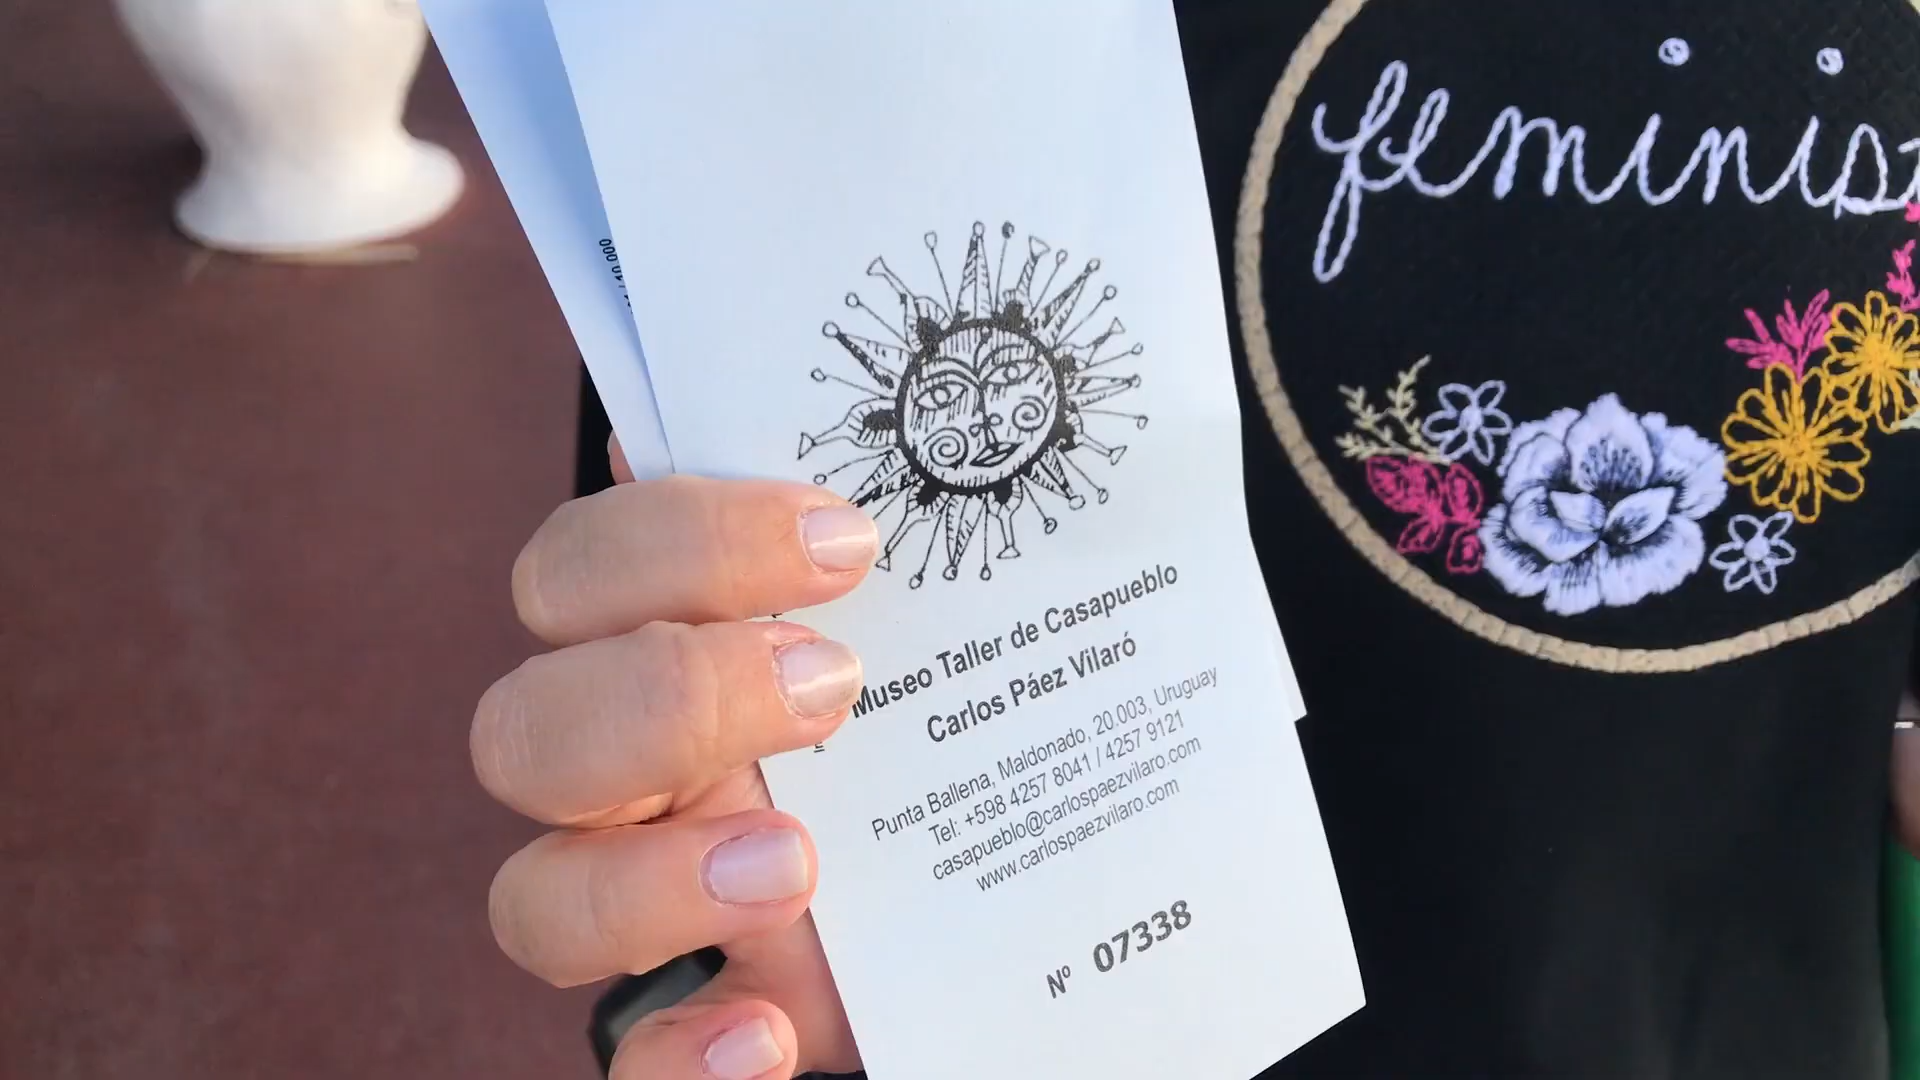 Museo Taller de Casapueblo
Carlos Páez Vilaró
Punta Ballena, Maldonado, 20.003, Uruguay
Tel: +598 4257 8041 / 4257 9121
casapueblo@carlospaezvilaro.com
www.carlospaezvilaro.com
Nº 07338
feminis